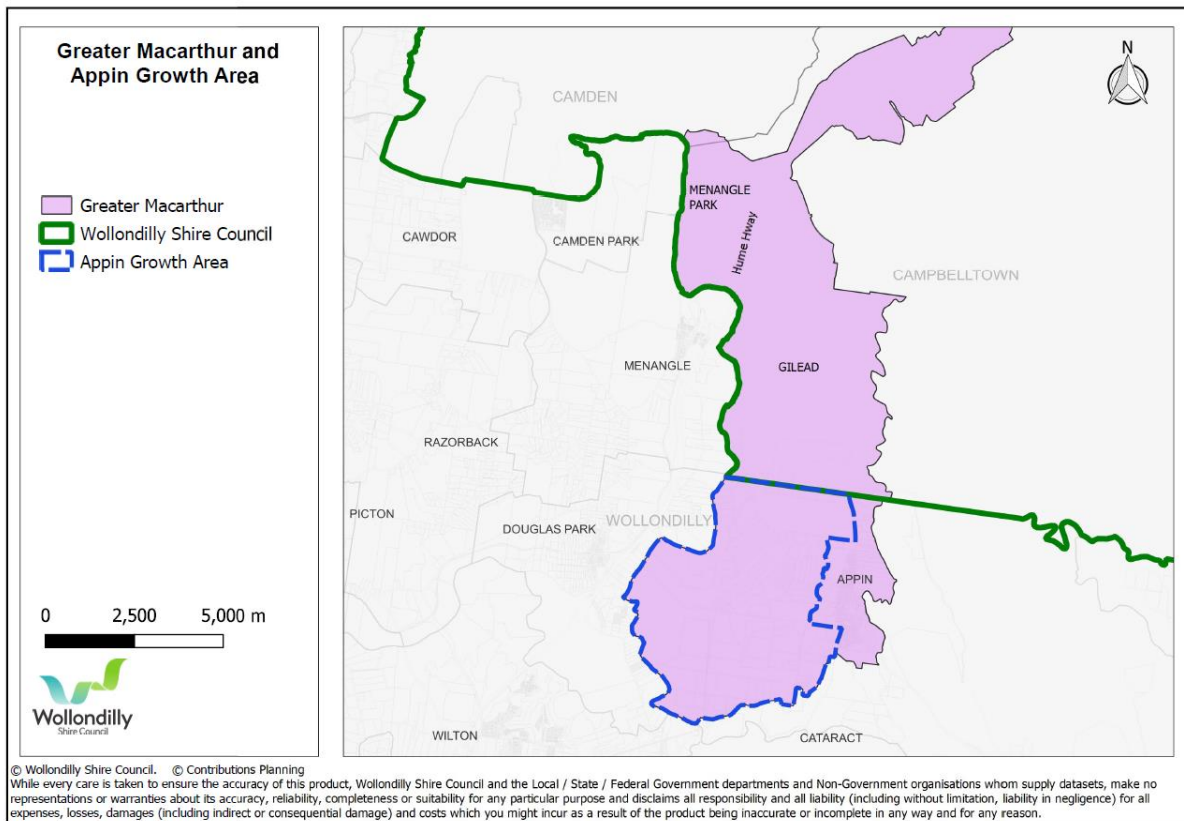 Greater Macarthur and
Appin Growth Area
Greater Macarthur
Wollondilly Shire Council
Appin Growth Area
0 2,500 5,000 m
Wollondilly
Shire Council
N
CAMDEN
MENANGLE
PARK
Hume Hway
CAWDOR
CAMDEN PARK
CAMPBELLTOWN
MENANGLE
GILEAD
RAZORBACK
PICTON
DOUGLAS PARK
WOLLONDILLY
APPIN
WILTON
CATARACT
© Wollondilly Shire Council. © Contributions Planning
While every care is taken to ensure the accuracy of this product, Wollondilly Shire Council and the Local / State / Federal Government departments and Non-Government organisations whom supply datasets, make no
representations or warranties about its accuracy, reliability, completeness or suitability for any particular purpose and disclaims all responsibility and all liability (including without limitation, liability in negligence) for all
expenses, losses, damages (including indirect or consequential damage) and costs which you might incur as a result of the product being inaccurate or incomplete in any way and for any reason.